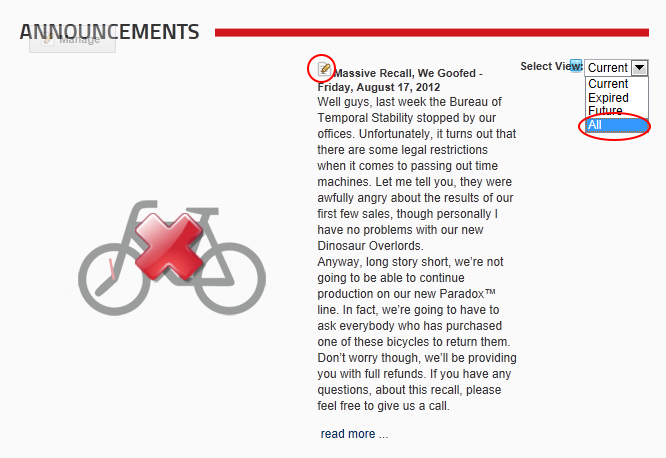 ANNOUNCEMENTS
Manage
Select View:
Current
Current
Expired
Future
All
Massive Recall, We Goofed -
Friday, August 17, 2012
Well guys, last week the Bureau of
Temporal Stability stopped by our
offices. Unfortunately, it turns out that
there are some legal restrictions
when it comes to passing out time
machines. Let me tell you, they were
awfully angry about the results of our
first few sales, though personally I
have no problems with our new
Dinosaur Overlords.
Anyway, long story short, we're not
going to be able to continue
production on our new Paradox™
line. In fact, we're going to have to
ask everybody who has purchased
one of these bicycles to return them.
Don't worry though, we'll be providing
you with full refunds. If you have any
questions, about this recall, please
feel free to give us a call.
read more ...